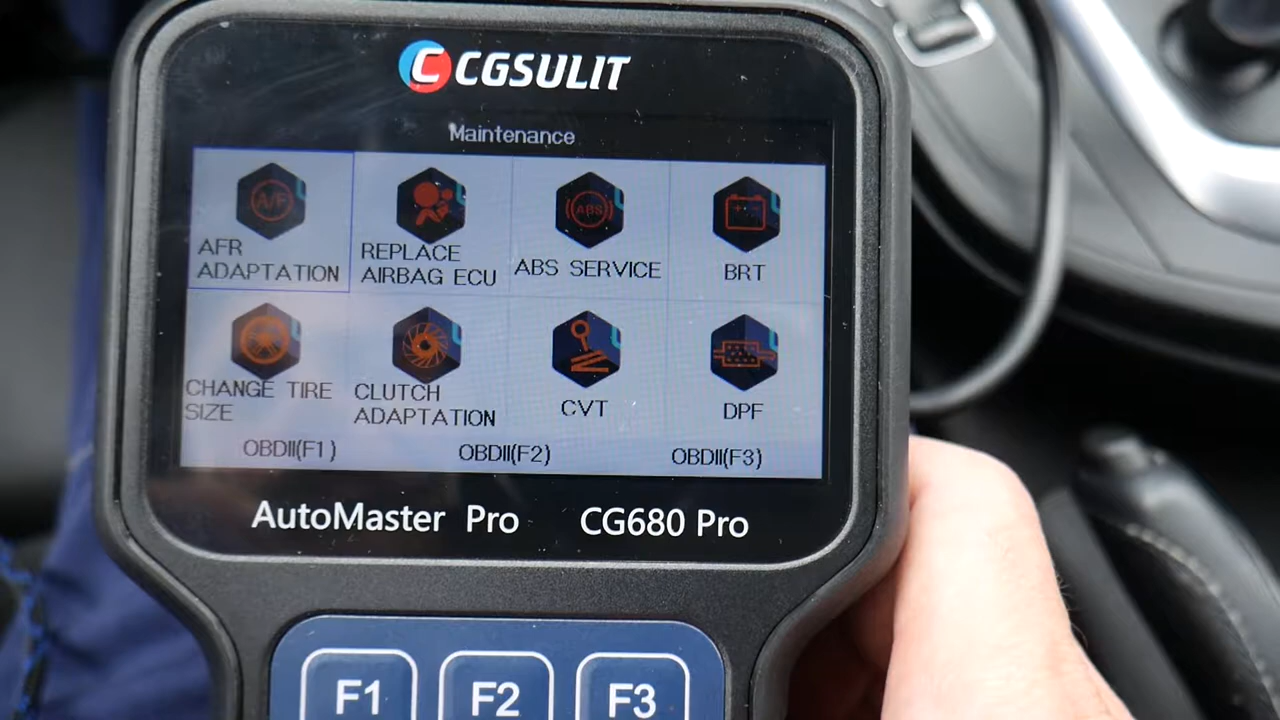 C CGSULIT
Maintenance
A/F
ABS
AFR
ADAPTATION
REPLACE
AIRBAG ECU
ABS SERVICE
BRT
CHANGE TIRE
SIZE
CLUTCH
ADAPTATION
CVT
DPF
OBDII(F1)
OBDII(F2)
OBDII(F3)
AutoMaster Pro
CG680 Pro
F1
F2
F3